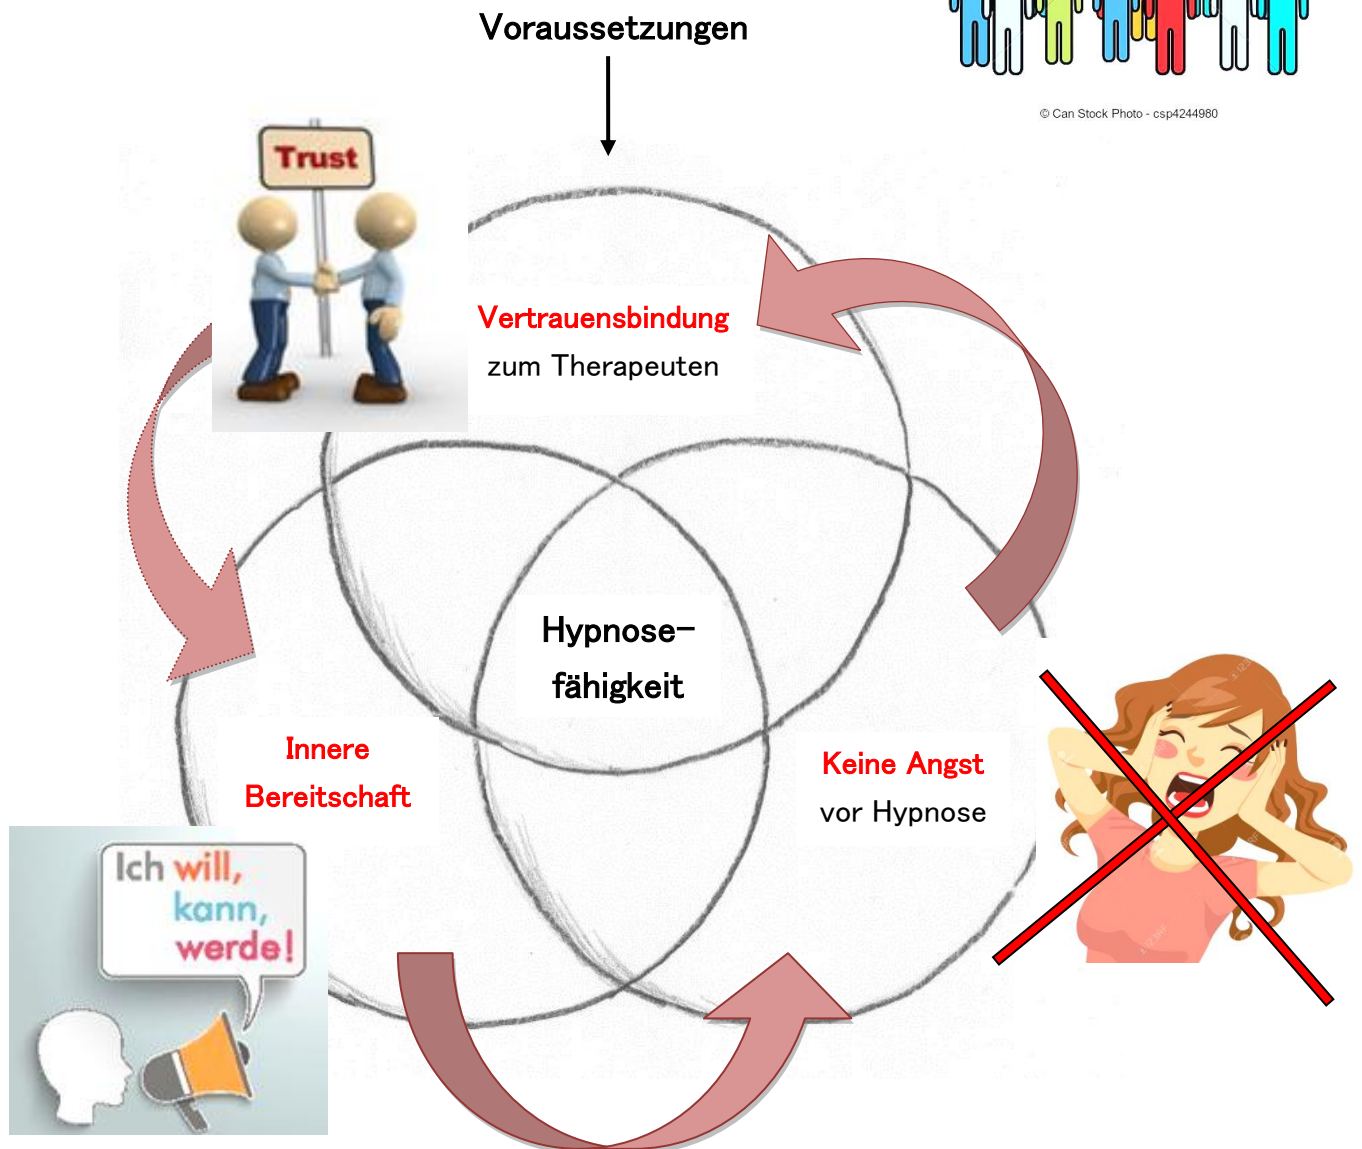 Voraussetzungen
© Can Stock Photo - csp4244980
Trust
Vertrauensbindung
zum Therapeuten
Hypnose-
fähigkeit
Innere
Bereitschaft
Keine Angst
vor Hypnose
Ich will,
kann,
werde!